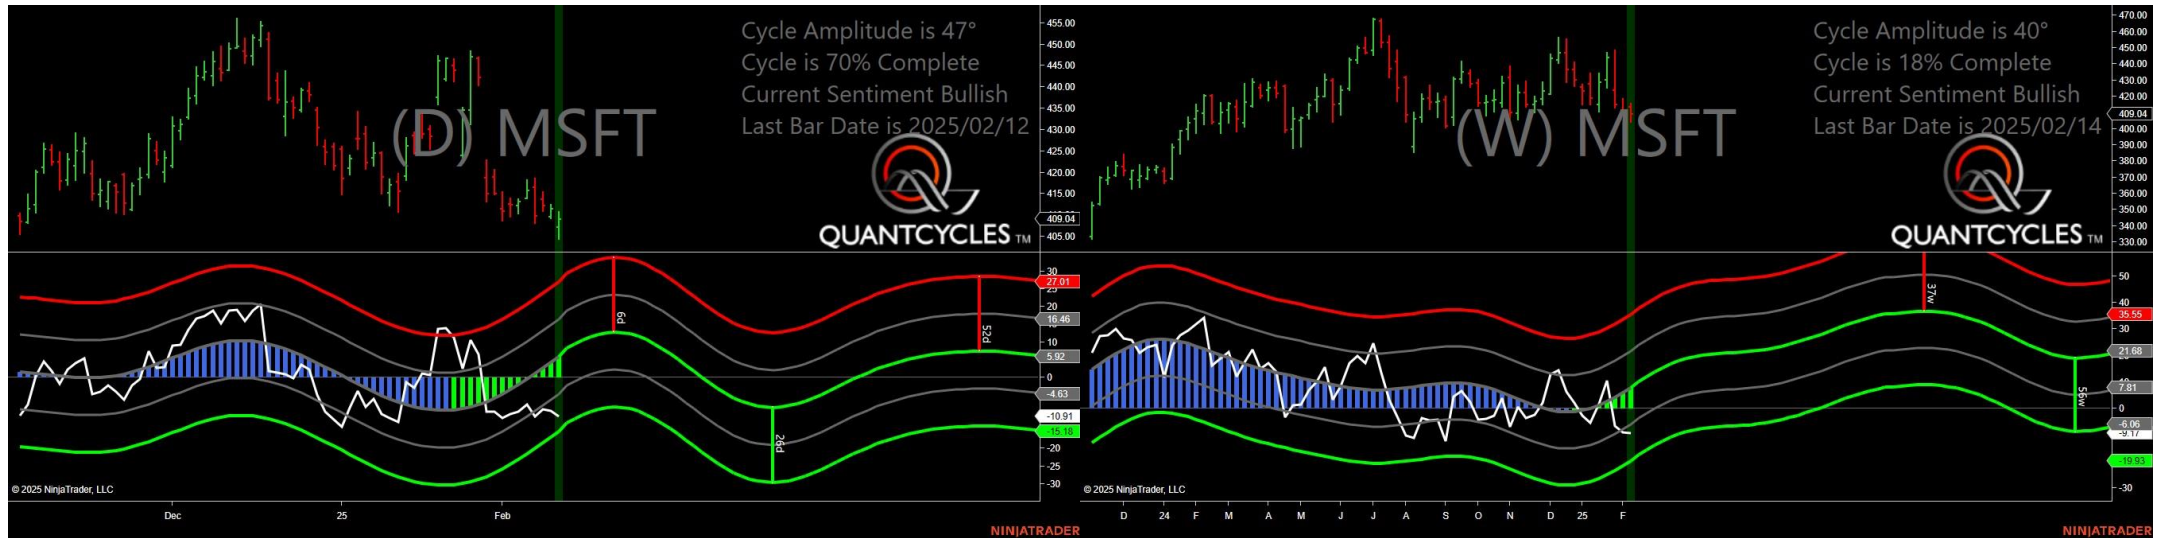 Cycle Amplitude is 47°
Cycle is 70% Complete
Current Sentiment Bullish
Last Bar Date is 2025/02/12
(D) MSFT
QUANTCYCLES TM
455.00
450.00
445.00
440.00
435.00
430.00
425.00
420.00
415.00
409.04
405.00
30
27.01
25
20
16.46
10
5.92
0
-4.63
-10.91
-15.18
-20
-25
-30
6d
26d
52d
© 2025 NinjaTrader, LLC
Dec
25
Feb
NINJATRADER
Cycle Amplitude is 40°
Cycle is 18% Complete
Current Sentiment Bullish
Last Bar Date is 2025/02/14
(W) MSFT
QUANTCYCLES TM
470.00
460.00
450.00
440.00
430.00
420.00
409.04
400.00
390.00
380.00
370.00
360.00
350.00
340.00
330.00
50
40
35.55
30
21.68
7.81
0
-6.06
-9.17
-19.93
-30
37w
56w
© 2025 NinjaTrader, LLC
D 24 F M A M J J A S O N D 25 F
NINJATRADER